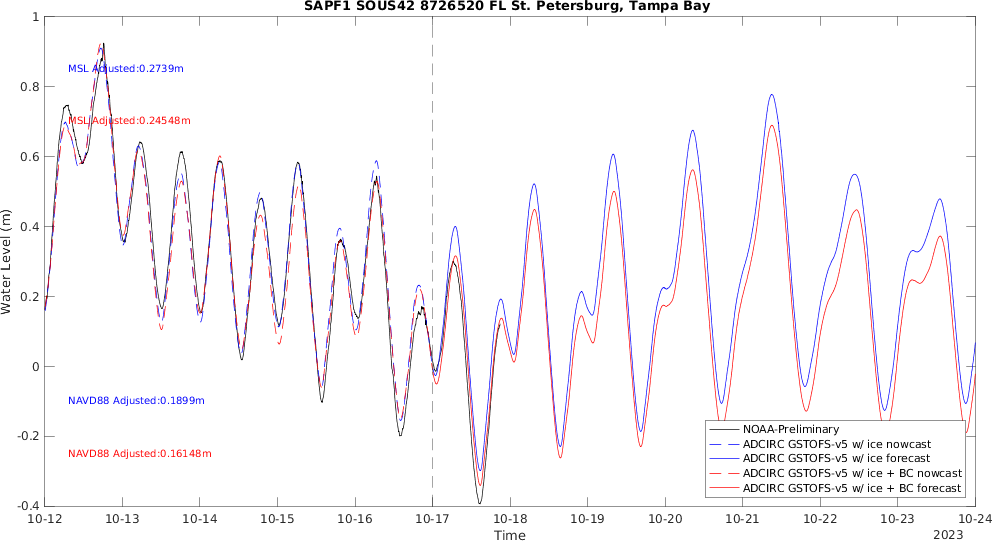 SAPF1 SOUS42 8726520 FL St. Petersburg, Tampa Bay
1
0.8
0.6
0.4
0.2
0
-0.2
-0.4
Water Level (m)
MSL Adjusted:0.2739m
MSL Adjusted:0.24548m
NAVD88 Adjusted:0.1899m
NAVD88 Adjusted:0.16148m
NOAA-Preliminary
ADCIRC GSTOFS-v5 w/ ice nowcast
ADCIRC GSTOFS-v5 w/ ice forecast
ADCIRC GSTOFS-v5 w/ ice + BC nowcast
ADCIRC GSTOFS-v5 w/ ice + BC forecast
10-12 10-13 10-14 10-15 10-16 10-17 10-18 10-19 10-20 10-21 10-22 10-23 10-24
Time
2023